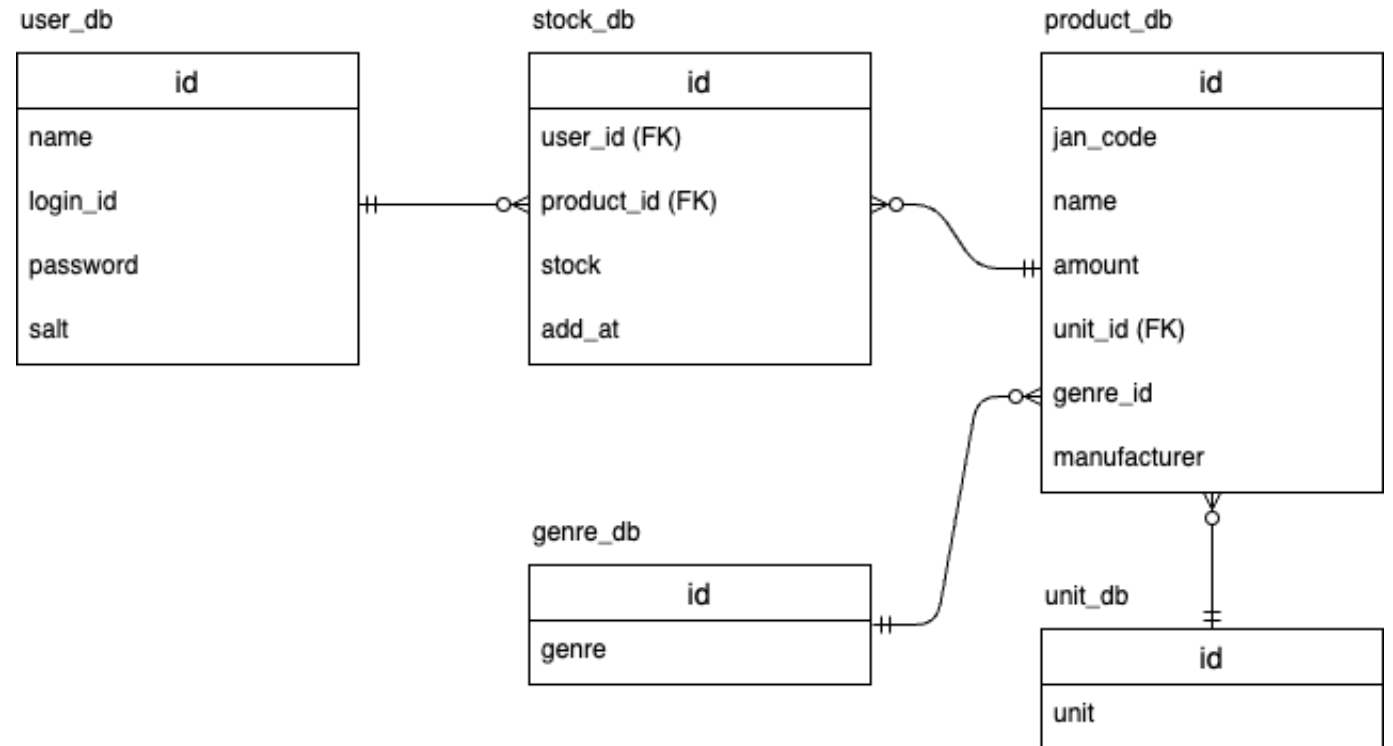 user_db
id
name
login_id
password
salt
stock_db
id
user_id (FK)
product_id (FK)
stock
add_at
product_db
id
jan_code
name
amount
unit_id (FK)
genre_id
manufacturer
genre_db
id
genre
unit_db
id
unit